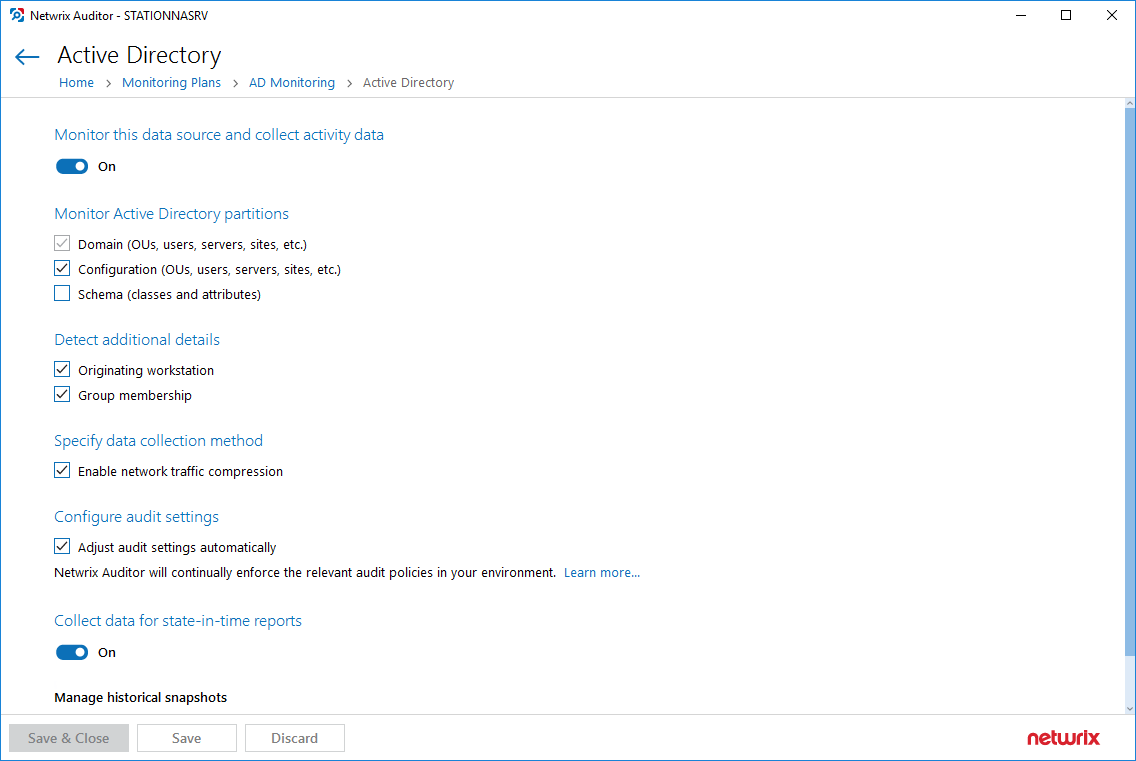 Netwrix Auditor - STATIONNASRV
Active Directory
Home > Monitoring Plans > AD Monitoring > Active Directory
Monitor this data source and collect activity data
On
Monitor Active Directory partitions
Domain (OUs, users, servers, sites, etc.)
Configuration (OUs, users, servers, sites, etc.)
Schema (classes and attributes)
Detect additional details
Originating workstation
Group membership
Specify data collection method
Enable network traffic compression
Configure audit settings
Adjust audit settings automatically
Netwrix Auditor will continually enforce the relevant audit policies in your environment. Learn more...
Collect data for state-in-time reports
On
Manage historical snapshots
Save & Close Save Discard netwrix